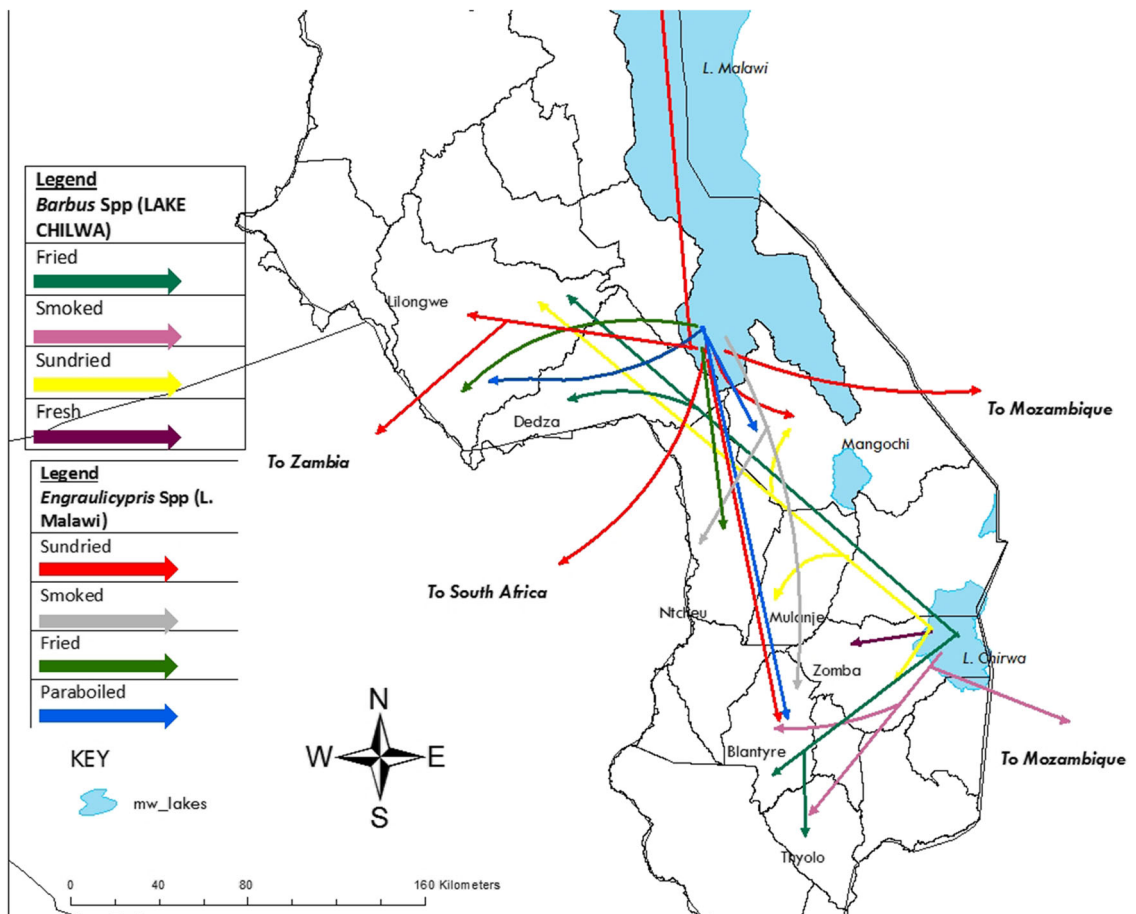 L. Malawi
Legend
Barbus Spp (LAKE
CHILWA)
Fried
Smoked
Sundried
Fresh
Legend
Engraulicypris Spp (L.
Malawi)
Sundried
Smoked
Fried
Paraboiled
KEY
mw_lakes
Lilongwe
Dedza
To Zambia
To Mozambique
Mangochi
To South Africa
Ntcheu
Mulanje
Zomba
L. Chirwa
Blantyre
To Mozambique
Thyolo
N
W E
S
0 40 80 160 Kilometers